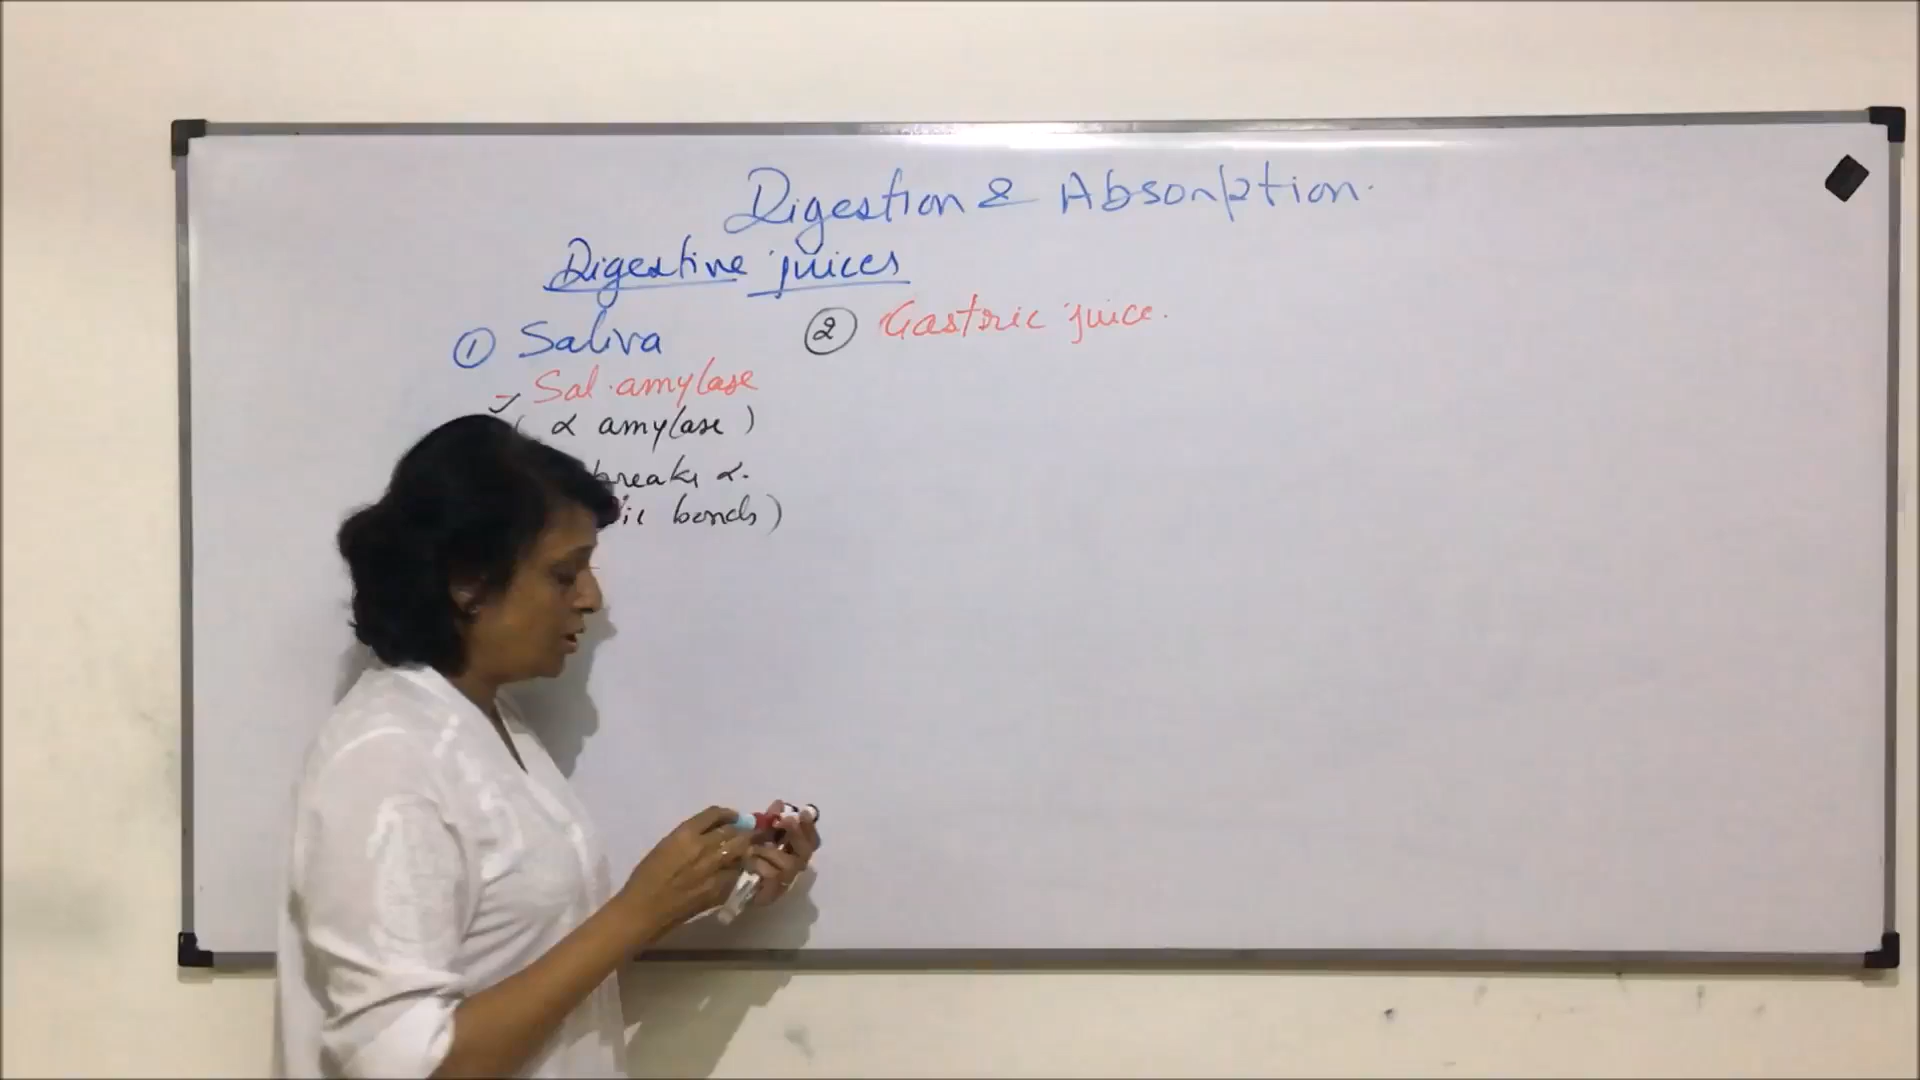 Digestion & Absorption.
Digestive juices
① Saliva
Sal. amylase
α amylase)
breaks α.
bonds)
② Gastric juice.